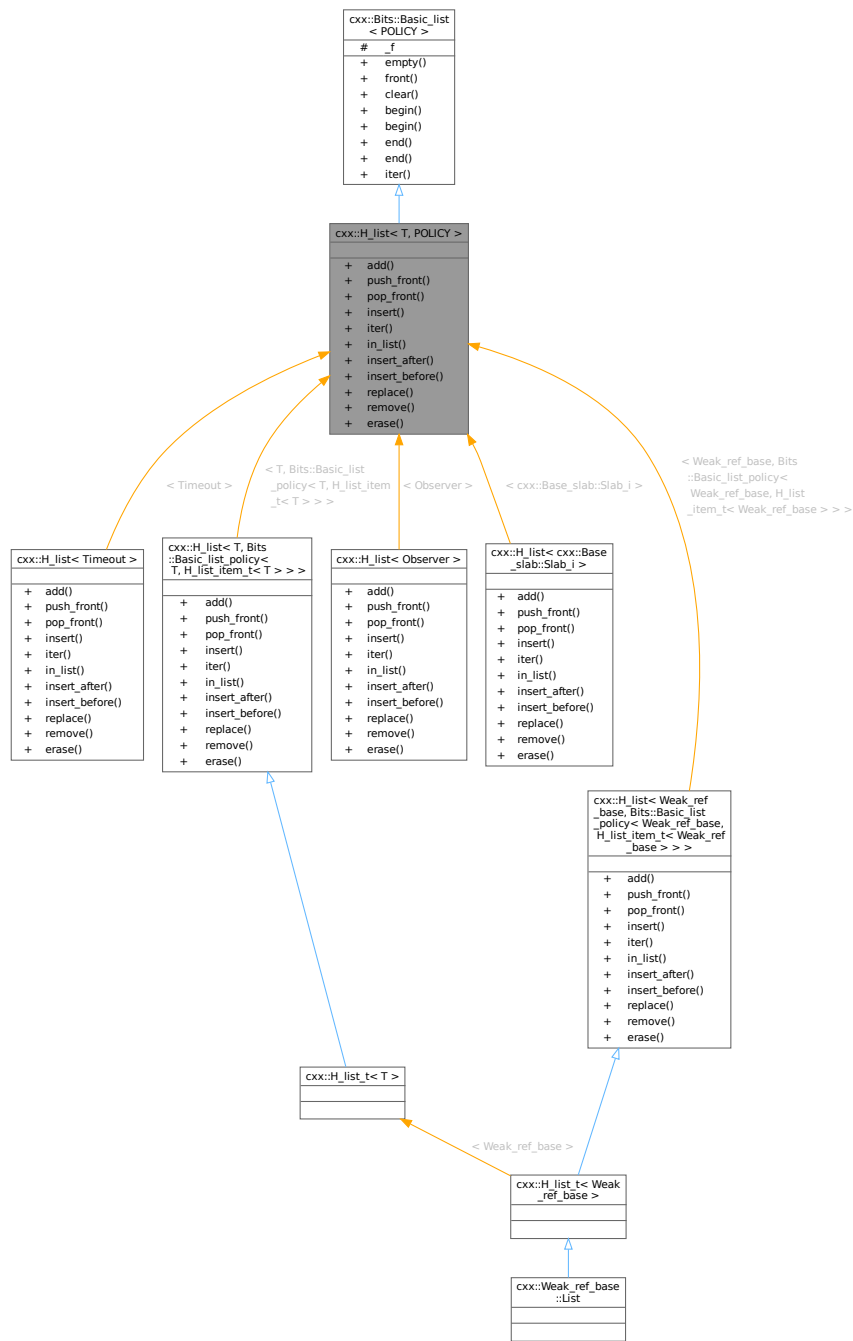 cxx::Bits::Basic_list
< POLICY >
# _f
+ empty()
+ front()
+ clear()
+ begin()
+ begin()
+ end()
+ end()
+ iter()
cxx::H_list< T, POLICY >
+ add()
+ push_front()
+ pop_front()
+ insert()
+ iter()
+ in_list()
+ insert_after()
+ insert_before()
+ replace()
+ remove()
+ erase()
< Timeout >
< T, Bits::Basic_list
_policy< T, H_list_item
_t< T > > >
< Observer >
< cxx::Base_slab::Slab_i >
< Weak_ref_base, Bits
::Basic_list_policy<
Weak_ref_base, H_list
_item_t< Weak_ref_base > > >
cxx::H_list< Timeout >
+ add()
+ push_front()
+ pop_front()
+ insert()
+ iter()
+ in_list()
+ insert_after()
+ insert_before()
+ replace()
+ remove()
+ erase()
cxx::H_list< T, Bits
::Basic_list_policy<
T, H_list_item_t< T > > >
+ add()
+ push_front()
+ pop_front()
+ insert()
+ iter()
+ in_list()
+ insert_after()
+ insert_before()
+ replace()
+ remove()
+ erase()
cxx::H_list< Observer >
+ add()
+ push_front()
+ pop_front()
+ insert()
+ iter()
+ in_list()
+ insert_after()
+ insert_before()
+ replace()
+ remove()
+ erase()
cxx::H_list< cxx::Base
_slab::Slab_i >
+ add()
+ push_front()
+ pop_front()
+ insert()
+ iter()
+ in_list()
+ insert_after()
+ insert_before()
+ replace()
+ remove()
+ erase()
cxx::H_list< Weak_ref
_base, Bits::Basic_list
_policy< Weak_ref_base,
H_list_item_t< Weak_ref
_base > > >
+ add()
+ push_front()
+ pop_front()
+ insert()
+ iter()
+ in_list()
+ insert_after()
+ insert_before()
+ replace()
+ remove()
+ erase()
cxx::H_list_t< T >
< Weak_ref_base >
cxx::H_list_t< Weak
_ref_base >
cxx::Weak_ref_base
::List